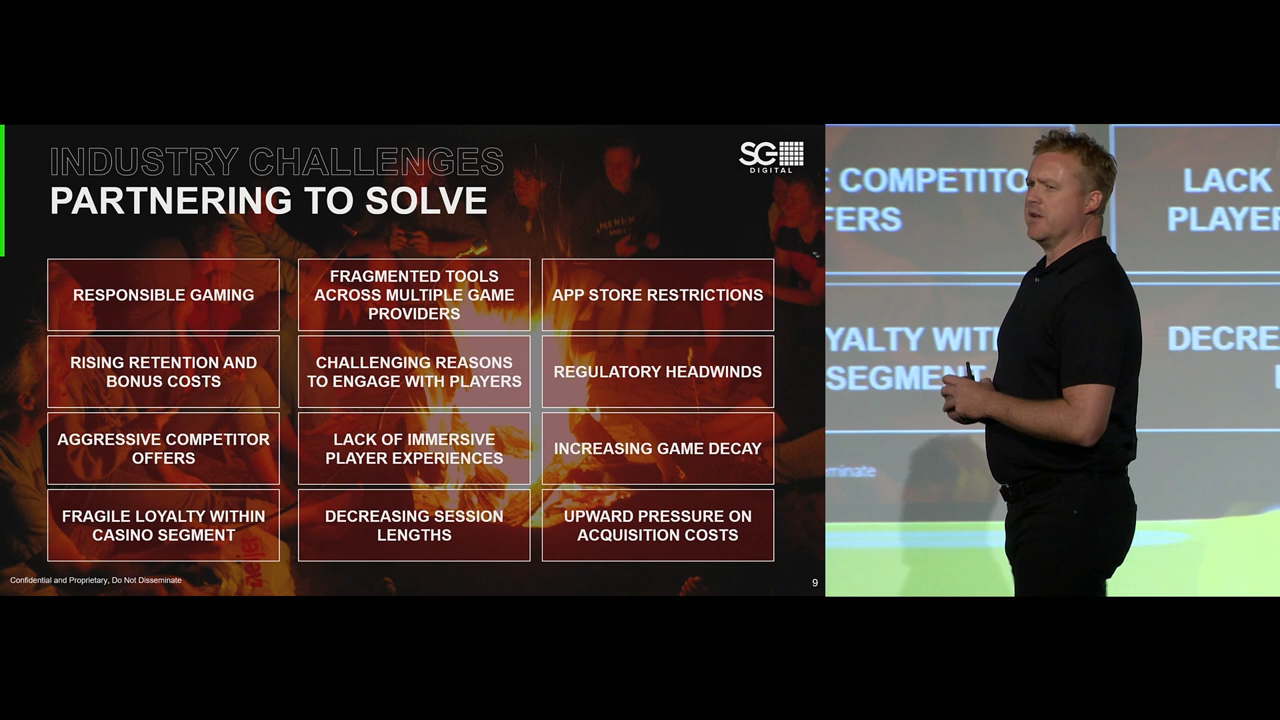 INDUSTRY CHALLENGES
PARTNERING TO SOLVE
SG
DIGITAL
RESPONSIBLE GAMING
FRAGMENTED TOOLS
ACROSS MULTIPLE GAME
PROVIDERS
APP STORE RESTRICTIONS
RISING RETENTION AND
BONUS COSTS
CHALLENGING REASONS
TO ENGAGE WITH PLAYERS
REGULATORY HEADWINDS
AGGRESSIVE COMPETITOR
OFFERS
LACK OF IMMERSIVE
PLAYER EXPERIENCES
INCREASING GAME DECAY
FRAGILE LOYALTY WITHIN
CASINO SEGMENT
DECREASING SESSION
LENGTHS
UPWARD PRESSURE ON
ACQUISITION COSTS
Confidential and Proprietary, Do Not Disseminate
9
E COMPETITO
FERS
LACK
PLAYER
YALTY WITH
SEGMENT
DECRE